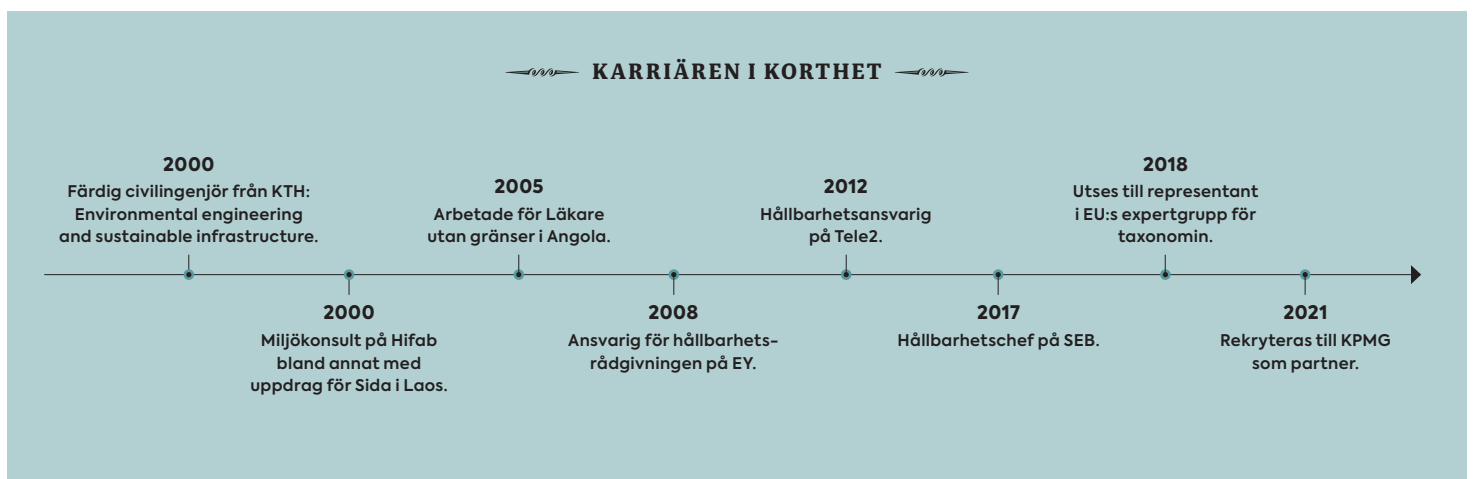 KARRIÄREN I KORTHET
2000
Färdig civilingenjör från KTH:
Environmental engineering
and sustainable infrastructure.
2000
Miljökonsult på Hifab
bland annat med
uppdrag för Sida i Laos.
2005
Arbetade för Läkare
utan gränser i Angola.
2008
Ansvarig för hållbarhets-
rådgivningen på EY.
2012
Hållbarhetsansvarig
på Tele2.
2017
Hållbarhetschef på SEB.
2018
Utses till representant
i EU:s expertgrupp för
taxonomin.
2021
Rekryteras till KPMG
som partner.